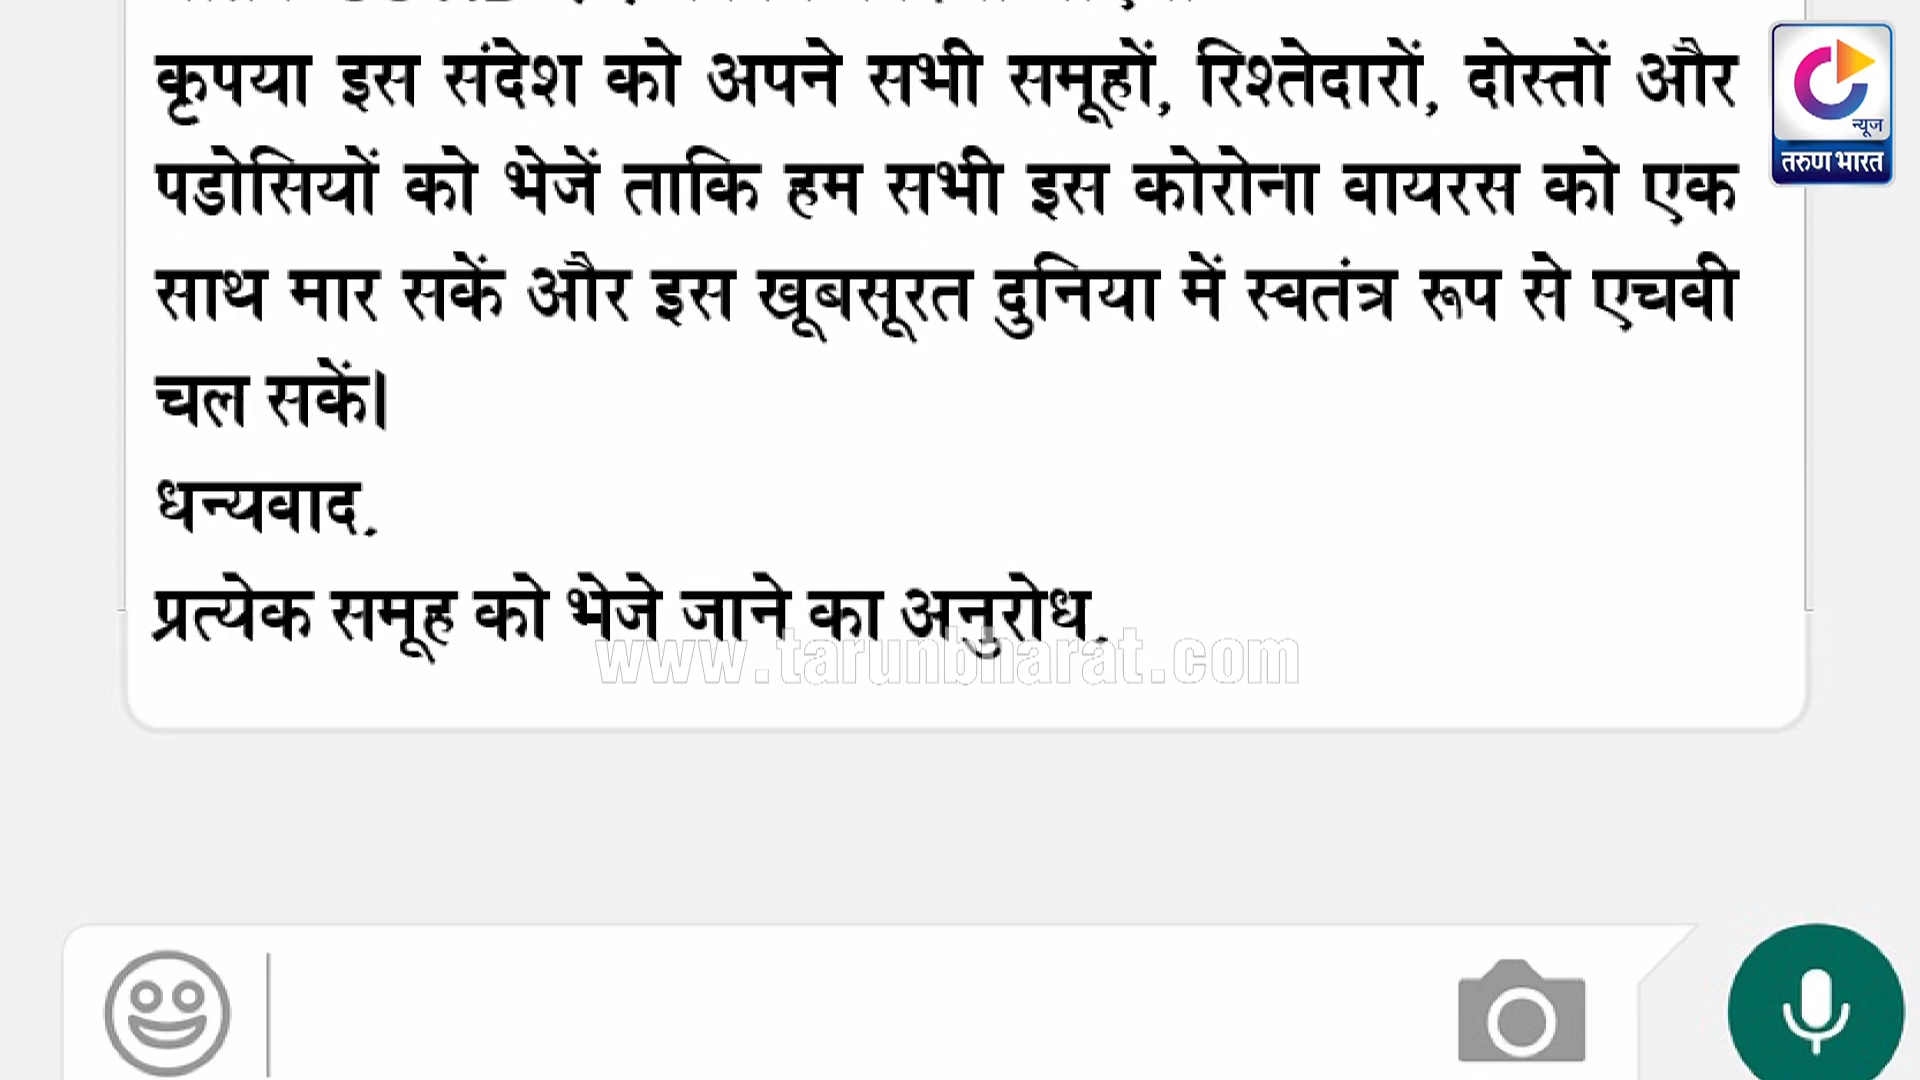 कृपया इस संदेश को अपने सभी समूहों, रिश्तेदारों, दोस्तों और
पडोसियों को भेजें ताकि हम सभी इस कोरोना वायरस को एक
साथ मार सकें और इस खूबसूरत दुनिया में स्वतंत्र रूप से एचवी
चल सकें।
धन्यवाद.
प्रत्येक समूह को भेजे जाने का अनुरोध.
www.tarunbharat.com
न्यूज
तरुण भारत